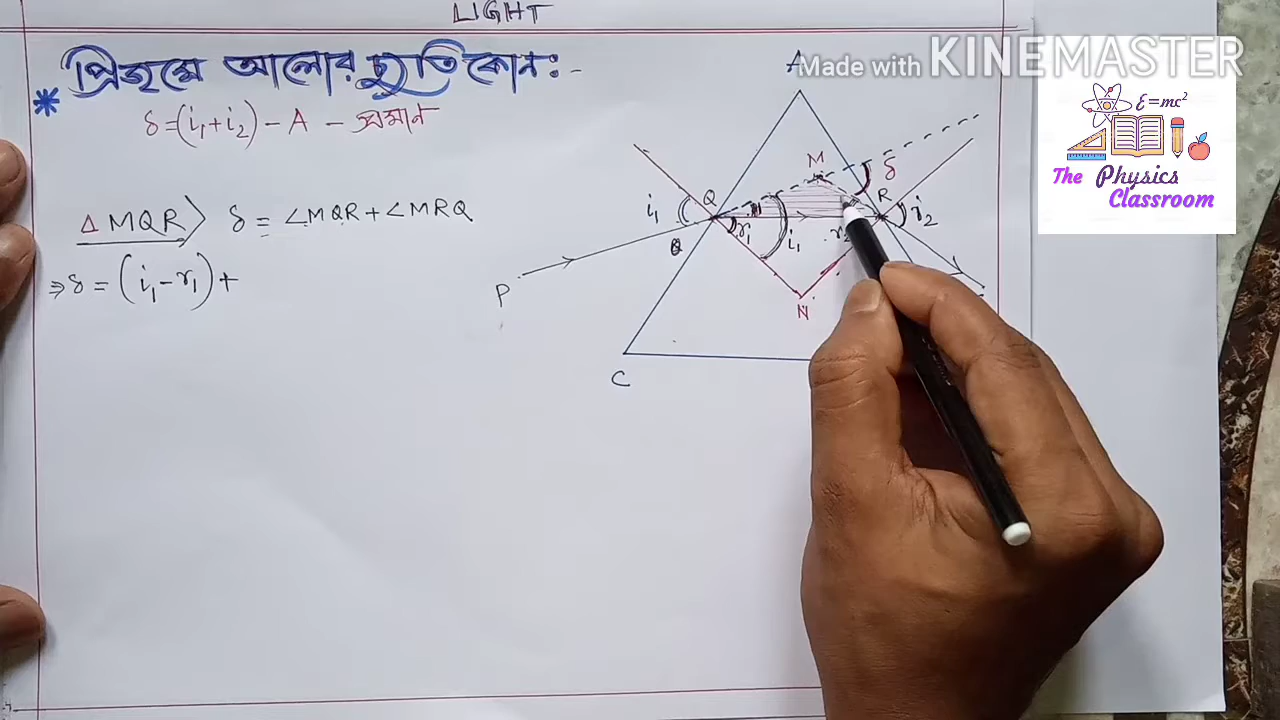 LIGHT
প্রিজমে আলোর চ্যুতি কোন:-
δ = (i₁+i₂) - A - প্রমান
Δ MQR> δ = ∠MQR + ∠MRQ
⇒ δ = (i₁ - r₁) +
A
M
δ
Q
R
i₁
i₂
r₁
i₁
r₂
P
N
C
Made with KINEMASTER
ℰ=mc²
The Physics
Classroom